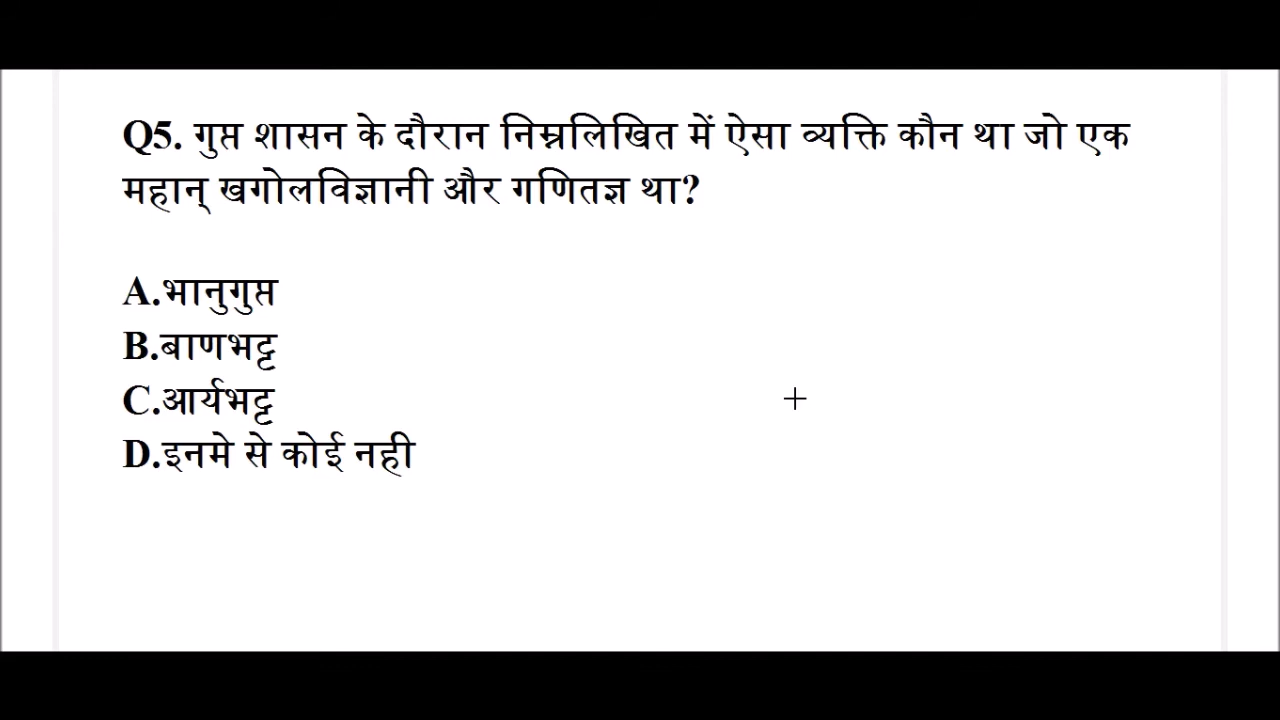 Q5. गुप्त शासन के दौरान निम्नलिखित में ऐसा व्यक्ति कौन था जो एक
महान् खगोलविज्ञानी और गणितज्ञ था?
A.भानुगुप्त
B.बाणभट्ट
C.आर्यभट्ट
D.इनमे से कोई नही